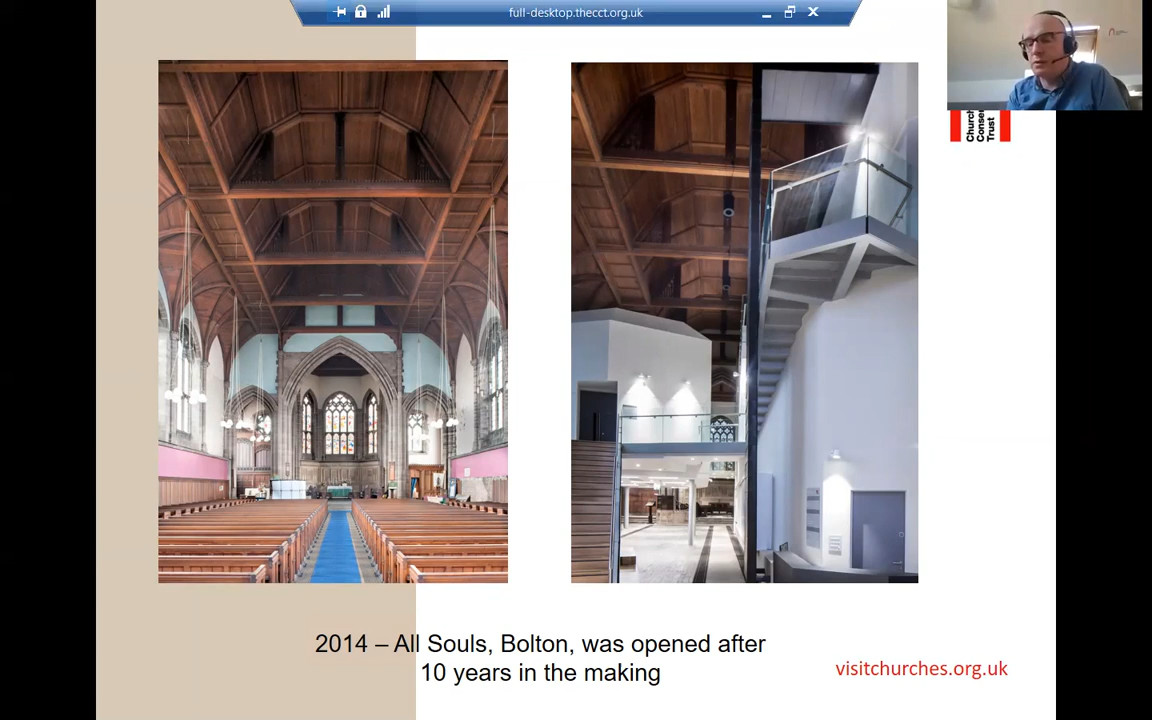 full-desktop.thecct.org.uk
Trust
2014 – All Souls, Bolton, was opened after
10 years in the making
visitchurches.org.uk